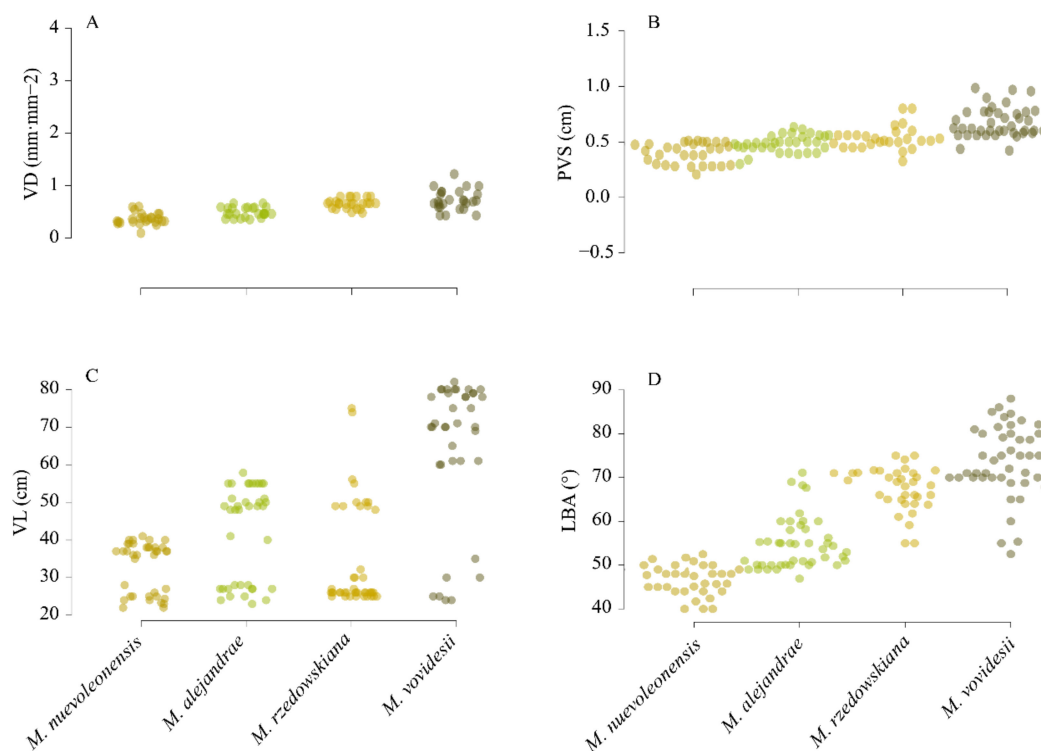 A
4
3
2
1
0
VD (mm·mm−2)
B
1.5
1.0
0.5
0.0
−0.5
PVS (cm)
C
80
70
60
50
40
30
20
VL (cm)
M. nuevoleonensis
M. alejandrae
M. rzedowskiana
M. vovidesii
D
90
80
70
60
50
40
LBA (°)
M. nuevoleonensis
M. alejandrae
M. rzedowskiana
M. vovidesii